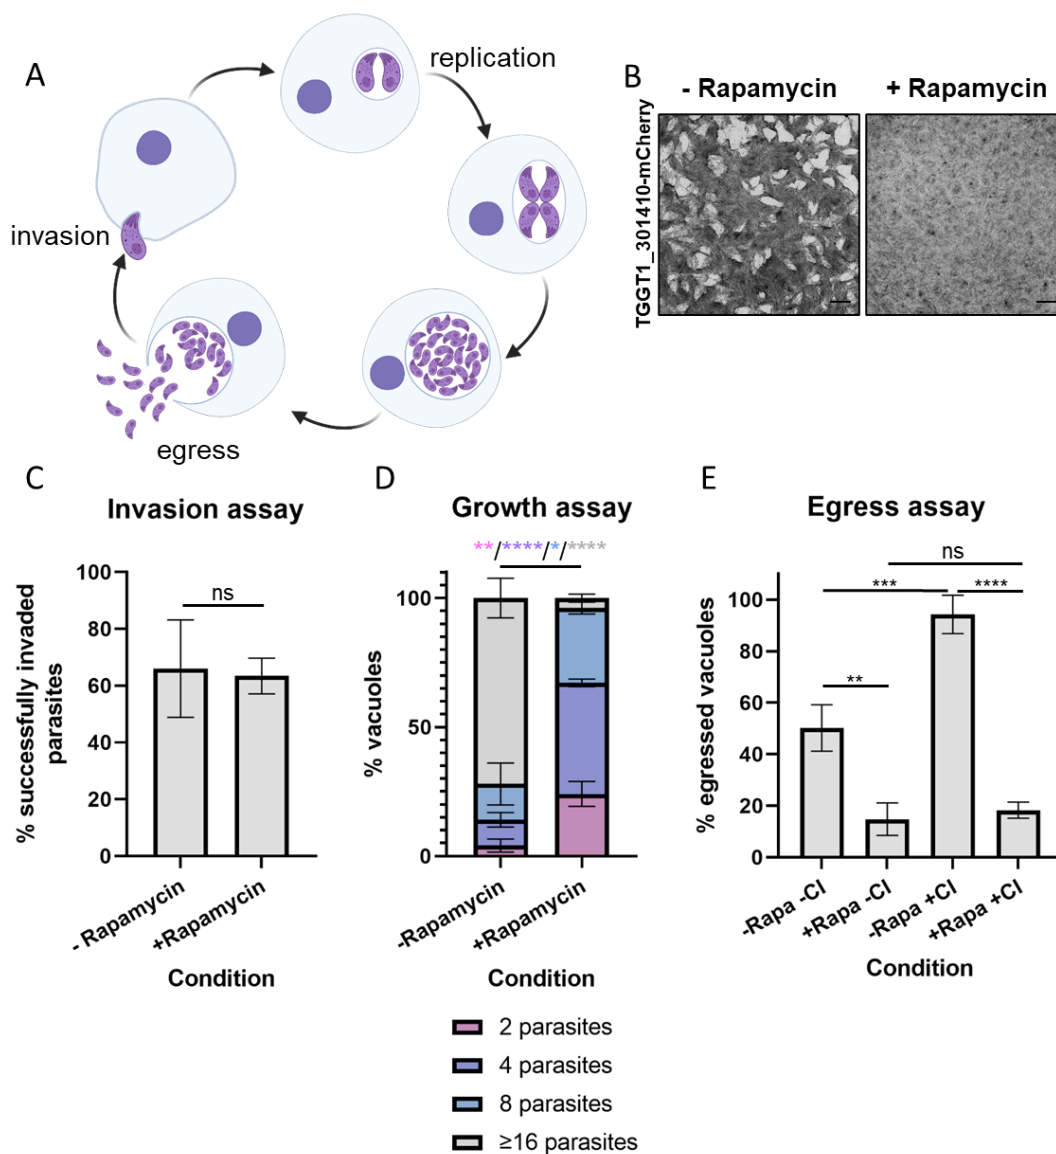 A
replication
invasion
egress
B
- Rapamycin
+ Rapamycin
TGGT1_301410-mCherry
C
Invasion assay
ns
% successfully invaded
parasites
100
80
60
40
20
0
- Rapamycin
+Rapamycin
Condition
D
Growth assay
**/****/*/****
% vacuoles
100
50
0
-Rapamycin
+Rapamycin
Condition
2 parasites
4 parasites
8 parasites
≥16 parasites
E
Egress assay
ns
***
****
**
% egressed vacuoles
100
80
60
40
20
0
-Rapa -CI
+Rapa -CI
-Rapa +CI
+Rapa +CI
Condition